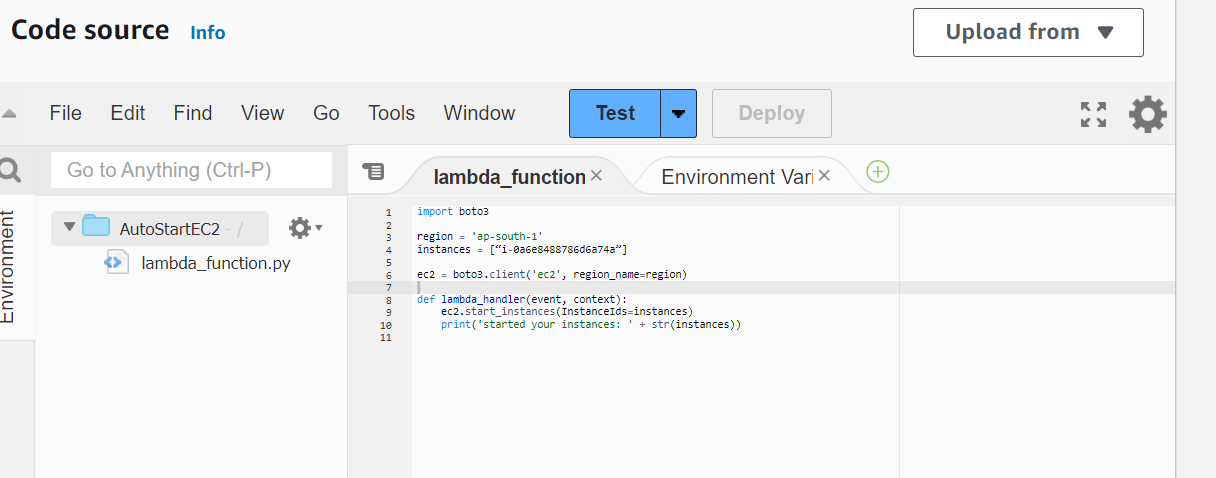 Code source Info
Upload from
File Edit Find View Go Tools Window Test Deploy
Go to Anything (Ctrl-P)
lambda_function × Environment Vari ×
Environment
AutoStartEC2 - /
lambda_function.py
1 import boto3
2
3 region = 'ap-south-1'
4 instances = [“i-0a6e8488786d6a74a”]
5
6 ec2 = boto3.client('ec2', region_name=region)
7
8 def lambda_handler(event, context):
9 ec2.start_instances(InstanceIds=instances)
10 print('started your instances: ' + str(instances))
11